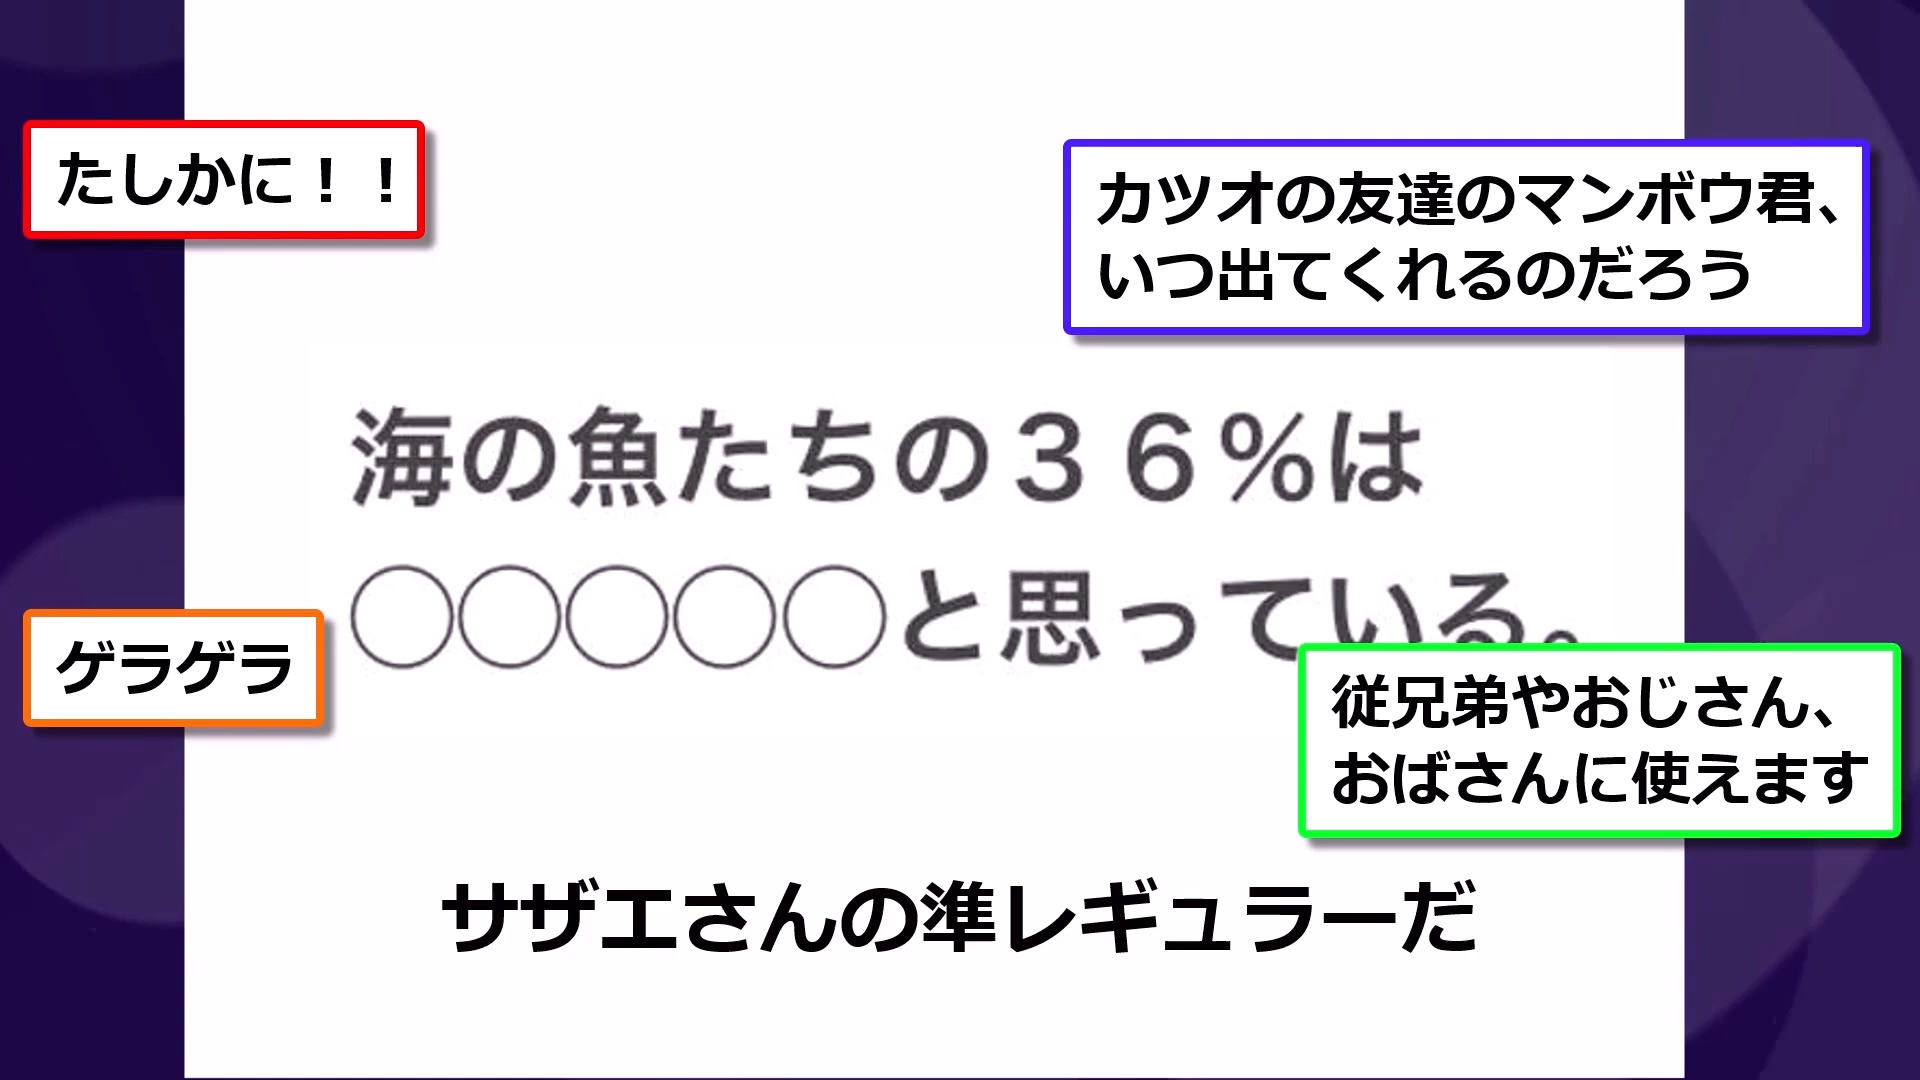 たしかに！！
カツオの友達のマンボウ君、
いつ出てくれるのだろう
海の魚たちの３６％は
◯◯◯◯◯と思っている。
ゲラゲラ
従兄弟やおじさん、
おばさんに使えます
サザエさんの準レギュラーだ